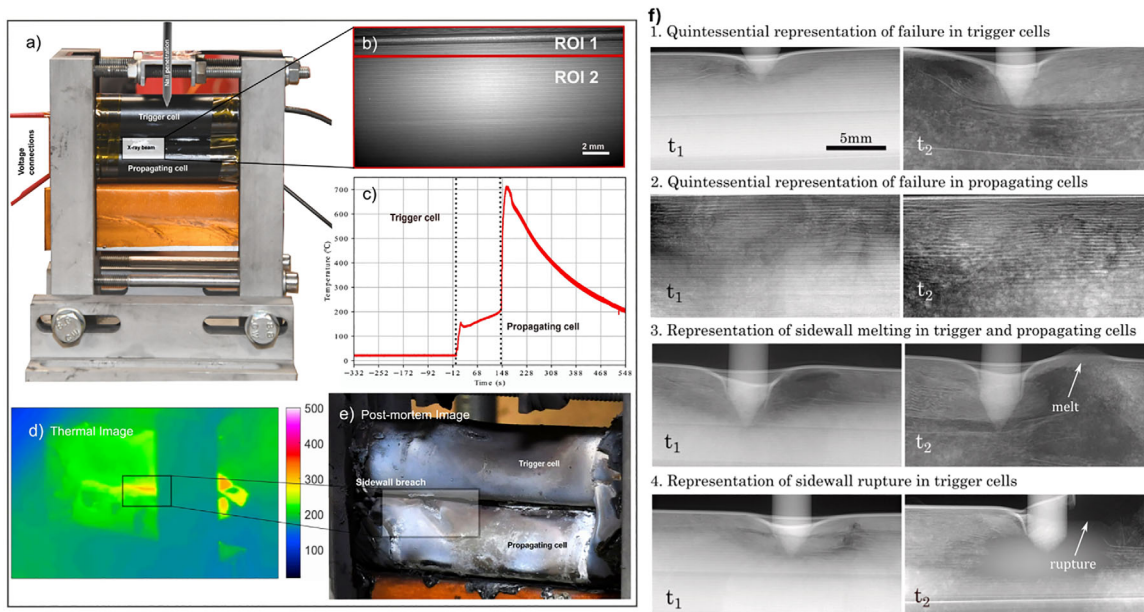 a)
Nail penetration
Trigger cell
X-ray beam
Propagating cell
Voltage
connections
b)
ROI 1
ROI 2
2 mm
c)
Trigger cell
Propagating cell
Temperature (°C)
700
600
500
400
300
200
100
0
-332 -252 -172 -92 -12 68 148 228 308 388 468 548
Time (s)
d) Thermal Image
500
400
300
200
100
e) Post-mortem Image
Trigger cell
Sidewall breach
Propagating cell
f)
1. Quintessential representation of failure in trigger cells
t1
5mm
t2
2. Quintessential representation of failure in propagating cells
t1
t2
3. Representation of sidewall melting in trigger and propagating cells
t1
melt
t2
4. Representation of sidewall rupture in trigger cells
t1
rupture
t2